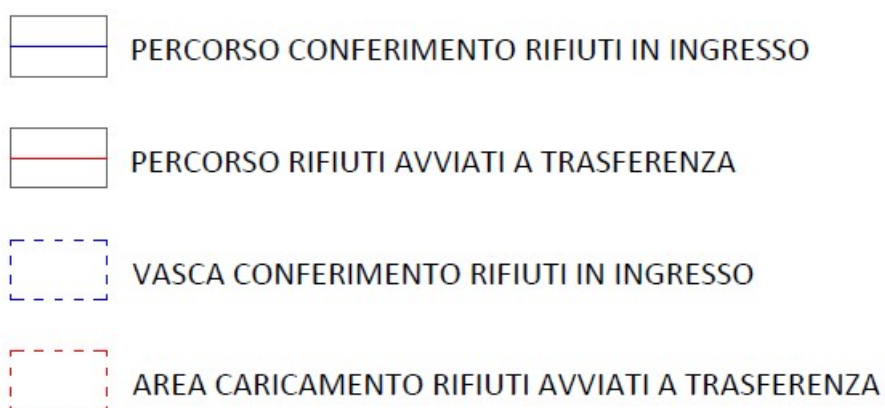 PERCORSO CONFERIMENTO RIFIUTI IN INGRESSO
PERCORSO RIFIUTI AVVIATI A TRASFERENZA
VASCA CONFERIMENTO RIFIUTI IN INGRESSO
AREA CARICAMENTO RIFIUTI AVVIATI A TRASFERENZA